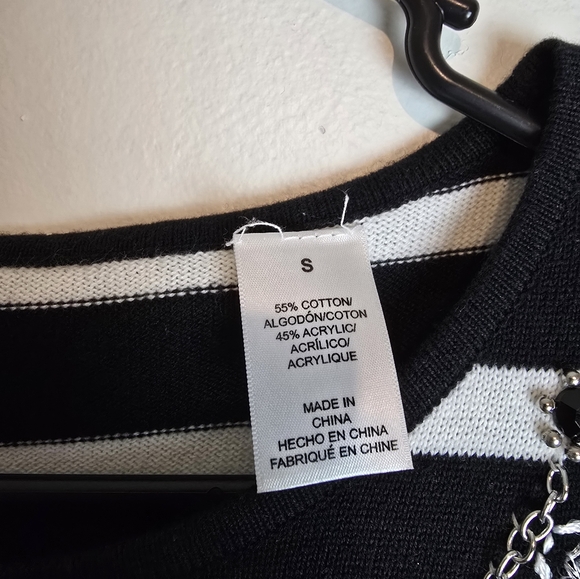 S
55% COTTON/
ALGODÓN/COTON
45% ACRYLIC/
ACRÍLICO/
ACRYLIQUE
MADE IN
CHINA
HECHO EN CHINA
FABRIQUÉ EN CHINE